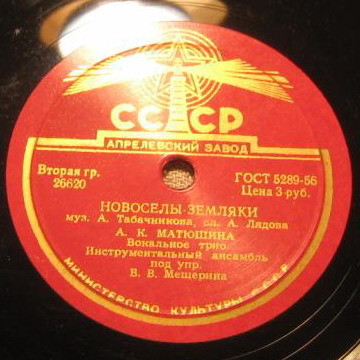 СССР
АПРЕЛЕВСКИЙ ЗАВОД
Вторая гр.
26620
ГОСТ 5289-56
Цена 3 руб.
НОВОСЕЛЫ-ЗЕМЛЯКИ
муз. А. Табачникова, сл. А. Лядова
А. К. МАТЮШИНА
Вокальное трио
Инструментальный ансамбль
под упр.
В. В. Мещерина
МИНИСТЕРСТВО КУЛЬТУРЫ СССР